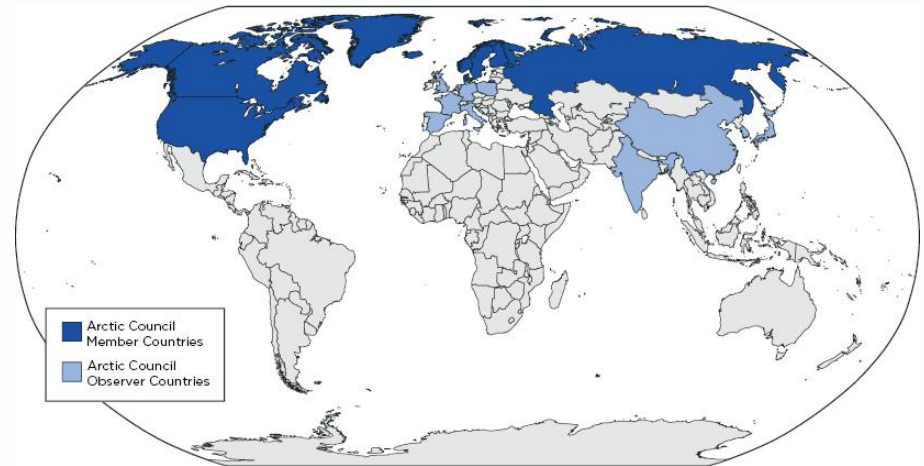 Arctic Council
Member Countries
Arctic Council
Observer Countries